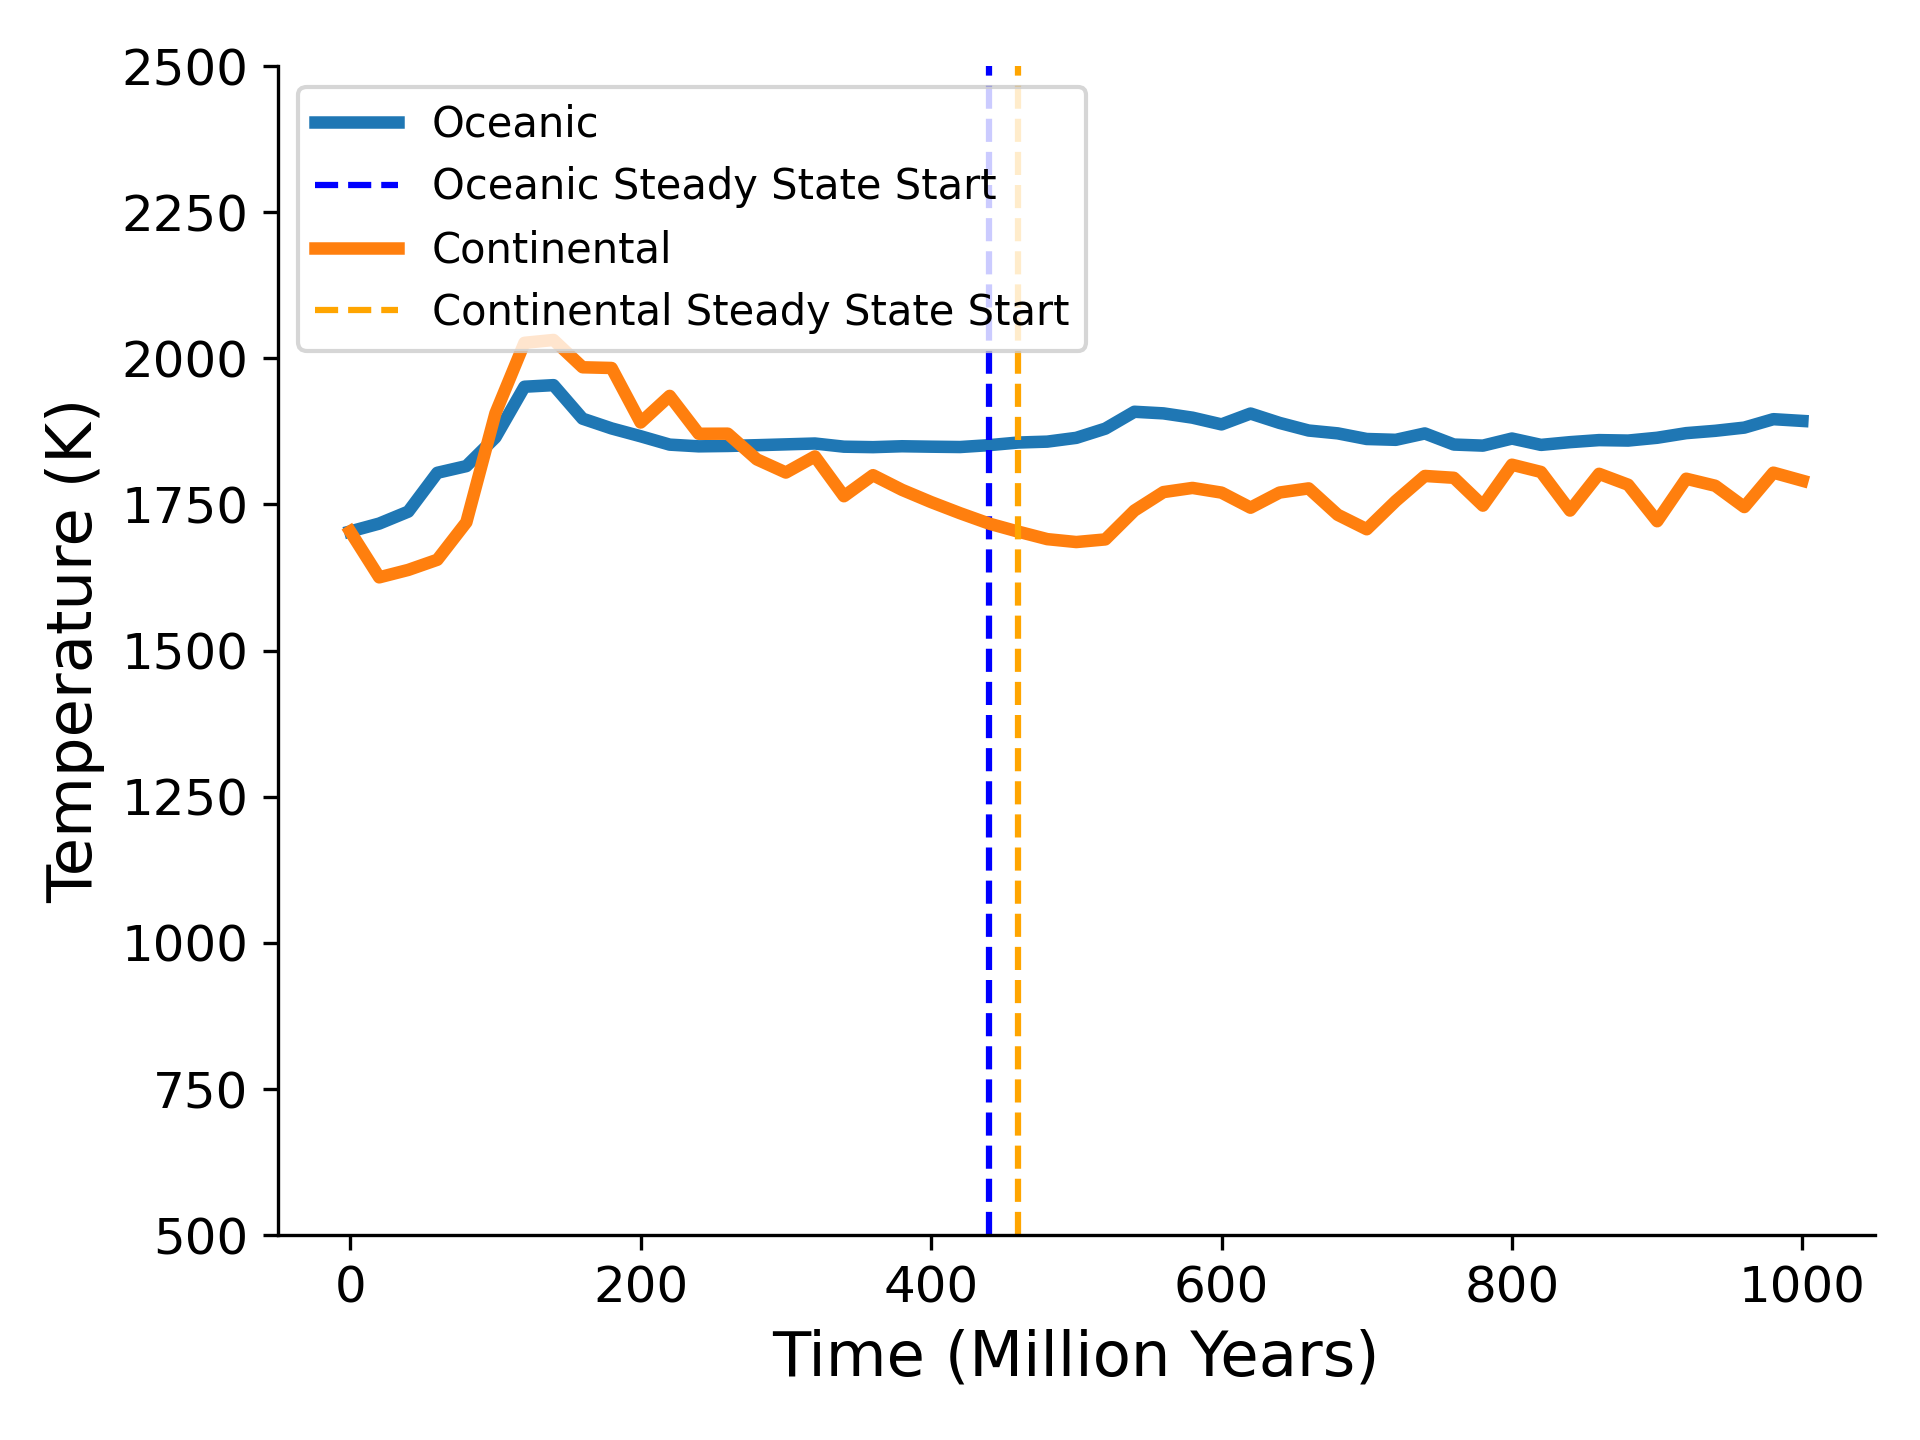 2500
2250
2000
1750
1500
1250
1000
750
500
Temperature (K)
Oceanic
Oceanic Steady State Start
Continental
Continental Steady State Start
0 200 400 600 800 1000
Time (Million Years)